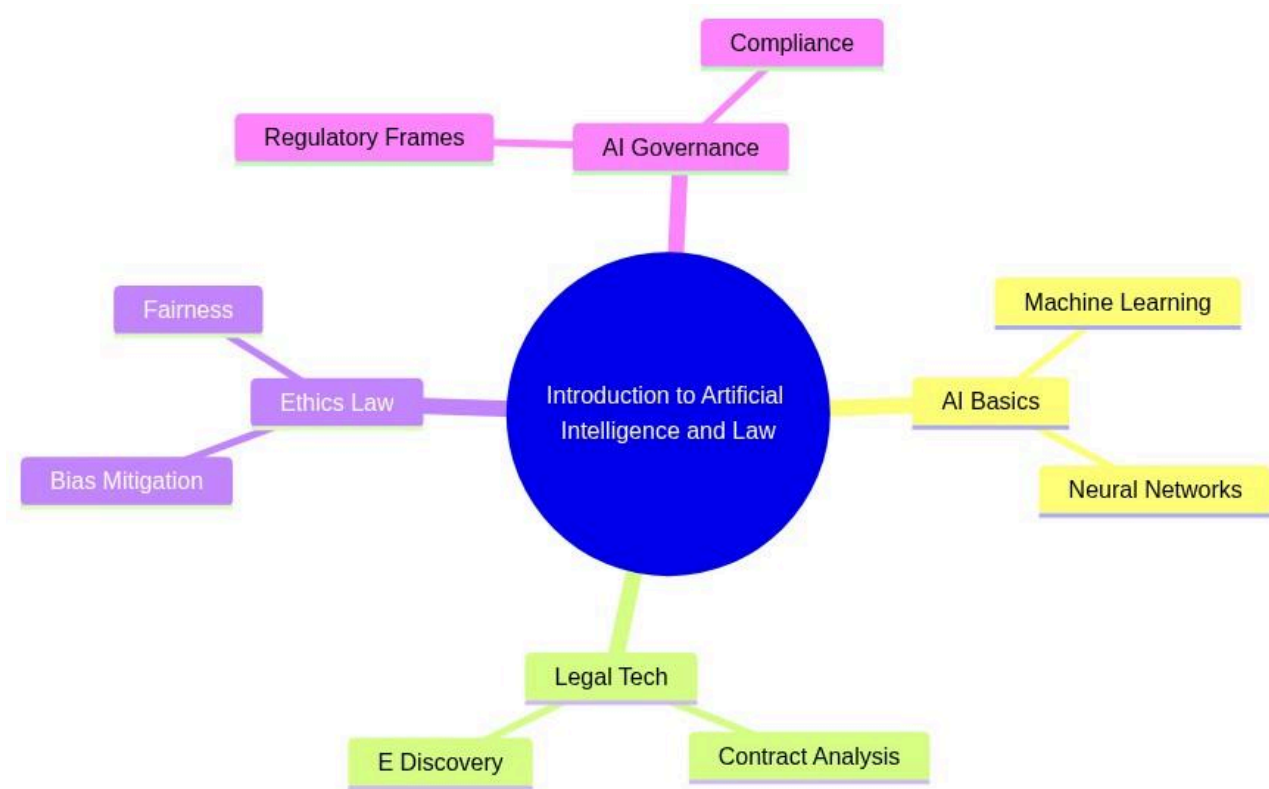 Compliance
Regulatory Frames
AI Governance
Fairness
Machine Learning
Introduction to Artificial
Intelligence and Law
Ethics Law
AI Basics
Bias Mitigation
Neural Networks
Legal Tech
E Discovery
Contract Analysis